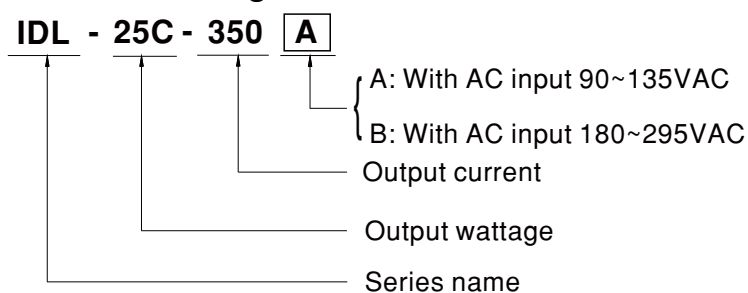 IDL - 25C - 350 A
A: With AC input 90~135VAC
B: With AC input 180~295VAC
Output current
Output wattage
Series name